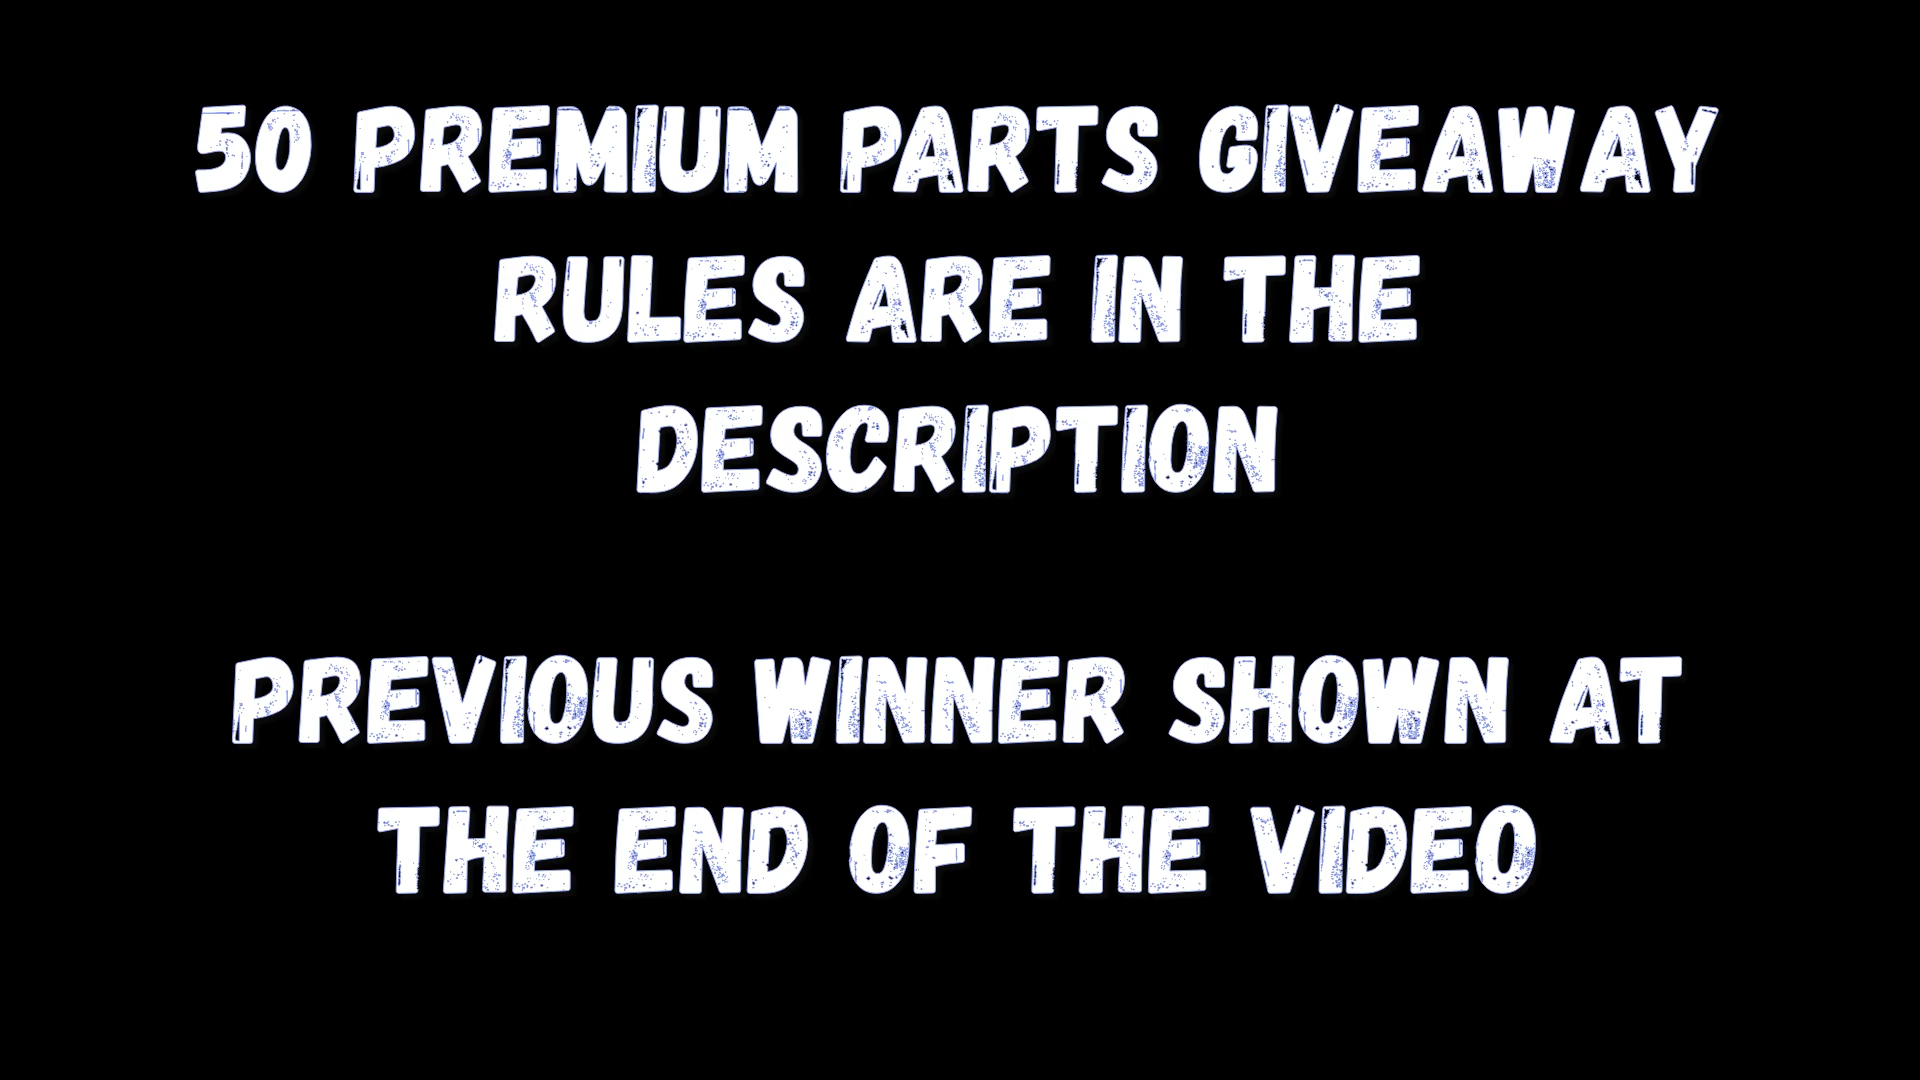 50 PREMIUM PARTS GIVEAWAY
RULES ARE IN THE
DESCRIPTION
PREVIOUS WINNER SHOWN AT
THE END OF THE VIDEO